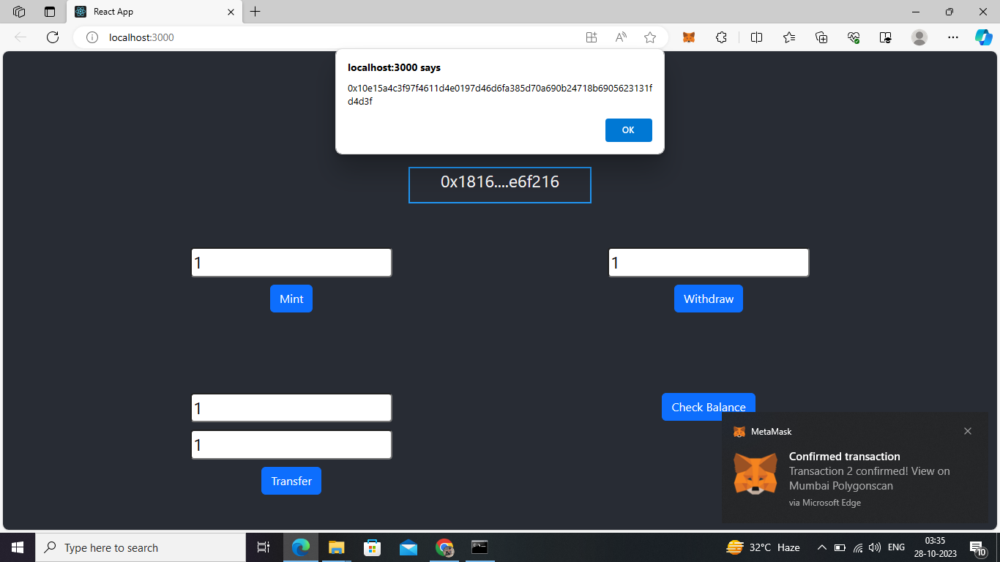 React App
localhost:3000
localhost:3000 says
0x10e15a4c3f97f4611d4e0197d46d6fa385d70a690b24718b6905623131f
d4d3f
OK
0x1816....e6f216
1
1
Mint
Withdraw
1
Check Balance
1
Transfer
MetaMask
Confirmed transaction
Transaction 2 confirmed! View on
Mumbai Polygonscan
via Microsoft Edge
Type here to search
32°C Haze
ENG
03:35
28-10-2023
10